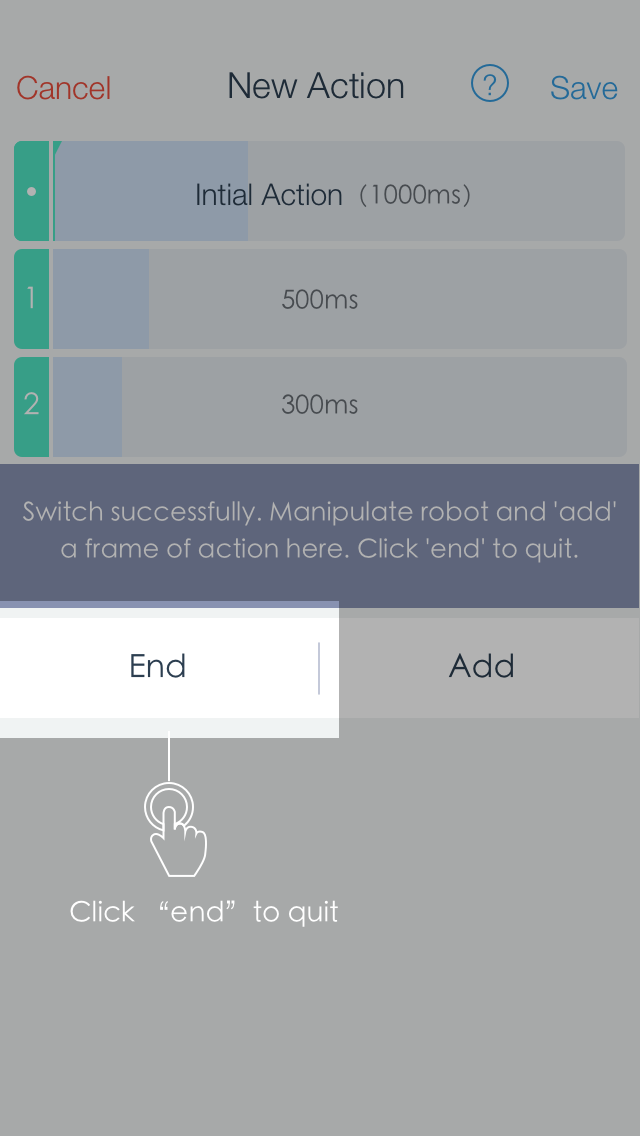 Cancel New Action ? Save
• Intial Action (1000ms)
1 500ms
2 300ms
Switch successfully. Manipulate robot and 'add'
a frame of action here. Click 'end' to quit.
End Add
Click “end” to quit